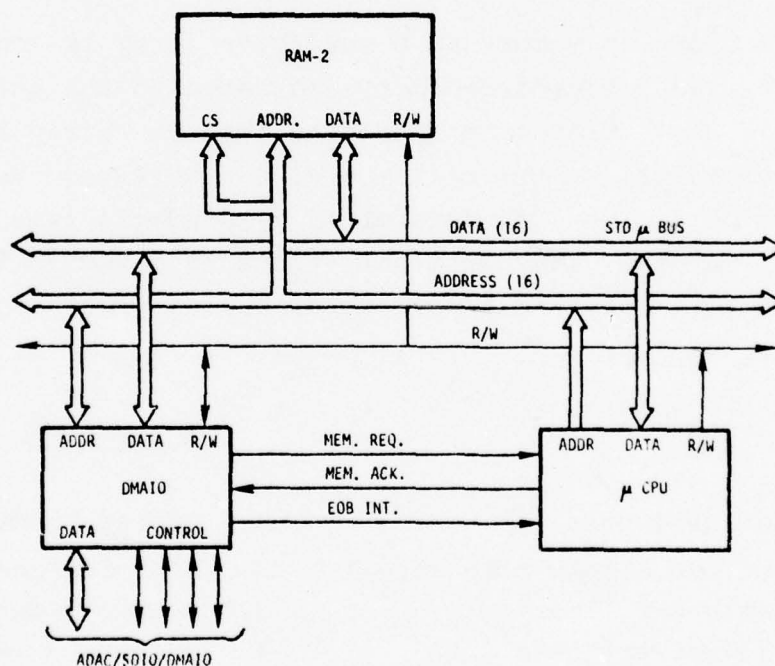 RAM-2
CS ADDR. DATA R/W
DATA (16) STD μ BUS
ADDRESS (16)
R/W
ADDR DATA R/W
DMAIO
DATA CONTROL
MEM. REQ.
MEM. ACK.
EOB INT.
ADDR DATA R/W
μ CPU
ADAC/SDIO/DMAIO